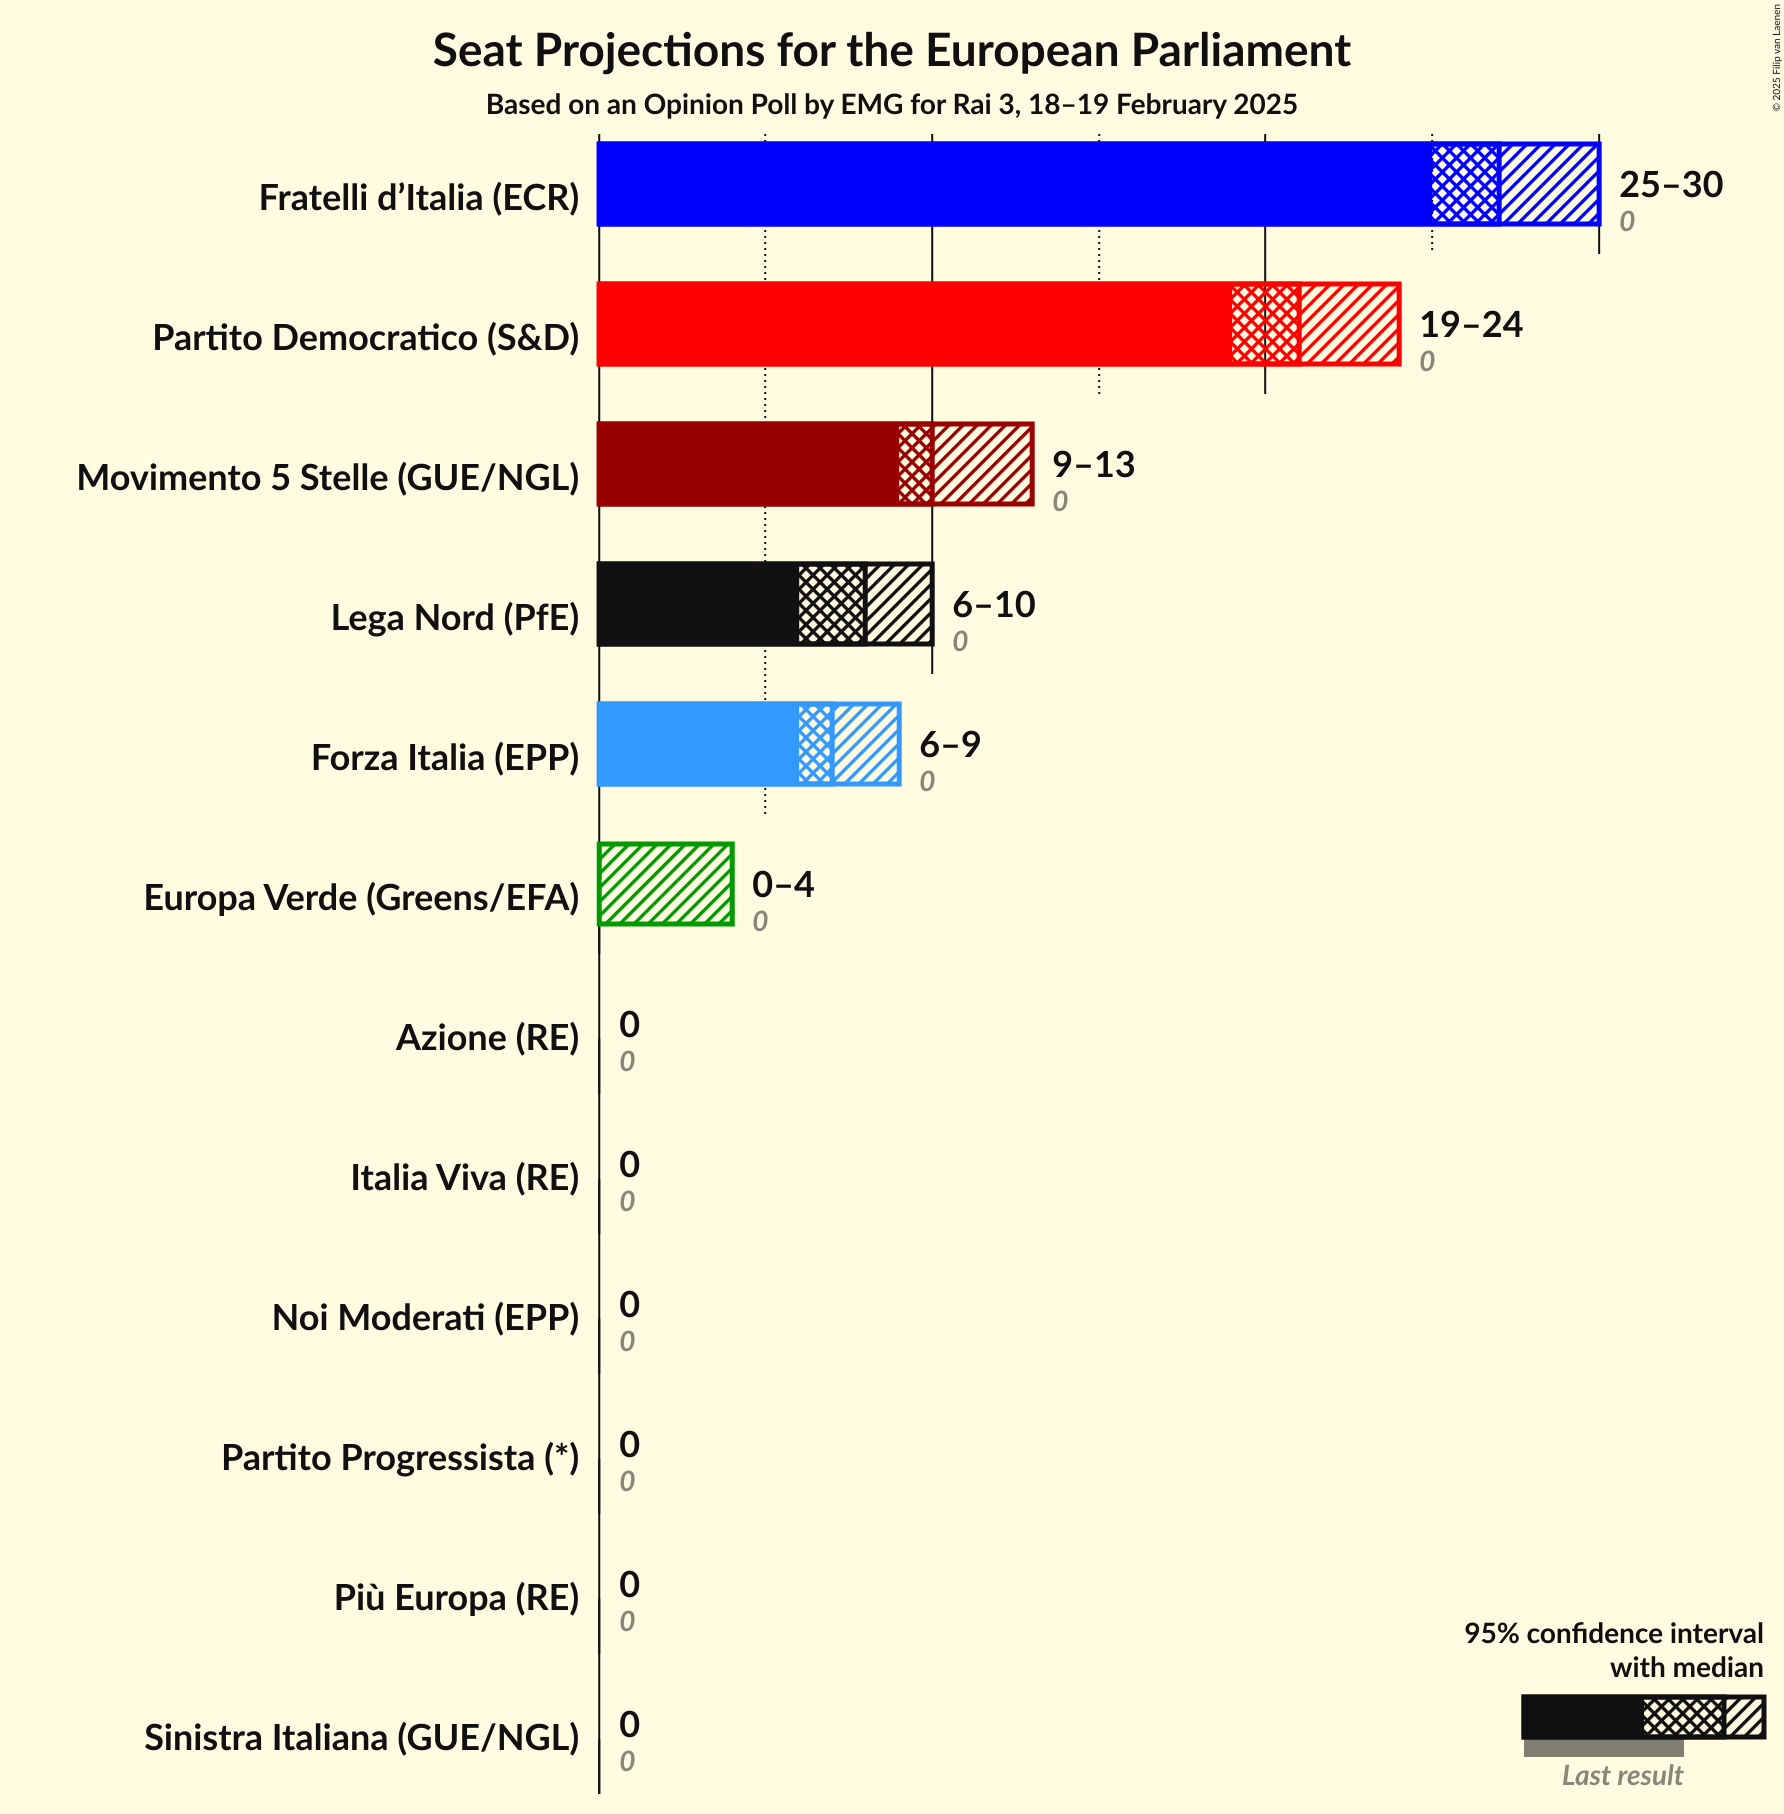 Seat Projections for the European Parliament
Based on an Opinion Poll by EMG for Rai 3, 18–19 February 2025
© 2025 Filip van Laenen
Fratelli d’Italia (ECR)
25–30
0
Partito Democratico (S&D)
19–24
0
Movimento 5 Stelle (GUE/NGL)
9–13
0
Lega Nord (PfE)
6–10
0
Forza Italia (EPP)
6–9
0
Europa Verde (Greens/EFA)
0–4
0
Azione (RE)
0
0
Italia Viva (RE)
0
0
Noi Moderati (EPP)
0
0
Partito Progressista (*)
0
0
Più Europa (RE)
0
0
Sinistra Italiana (GUE/NGL)
0
0
95% confidence interval
with median
Last result